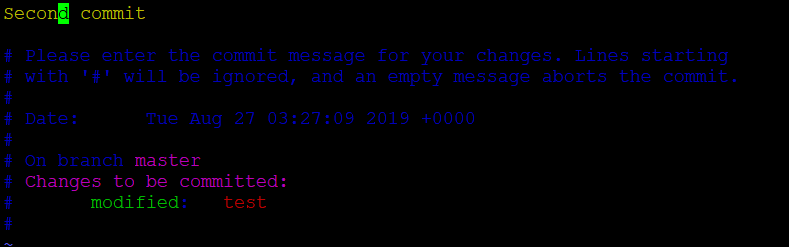 Second commit
# Please enter the commit message for your changes. Lines starting
# with '#' will be ignored, and an empty message aborts the commit.
#
# Date:      Tue Aug 27 03:27:09 2019 +0000
#
# On branch master
# Changes to be committed:
#       modified:   test
#
~